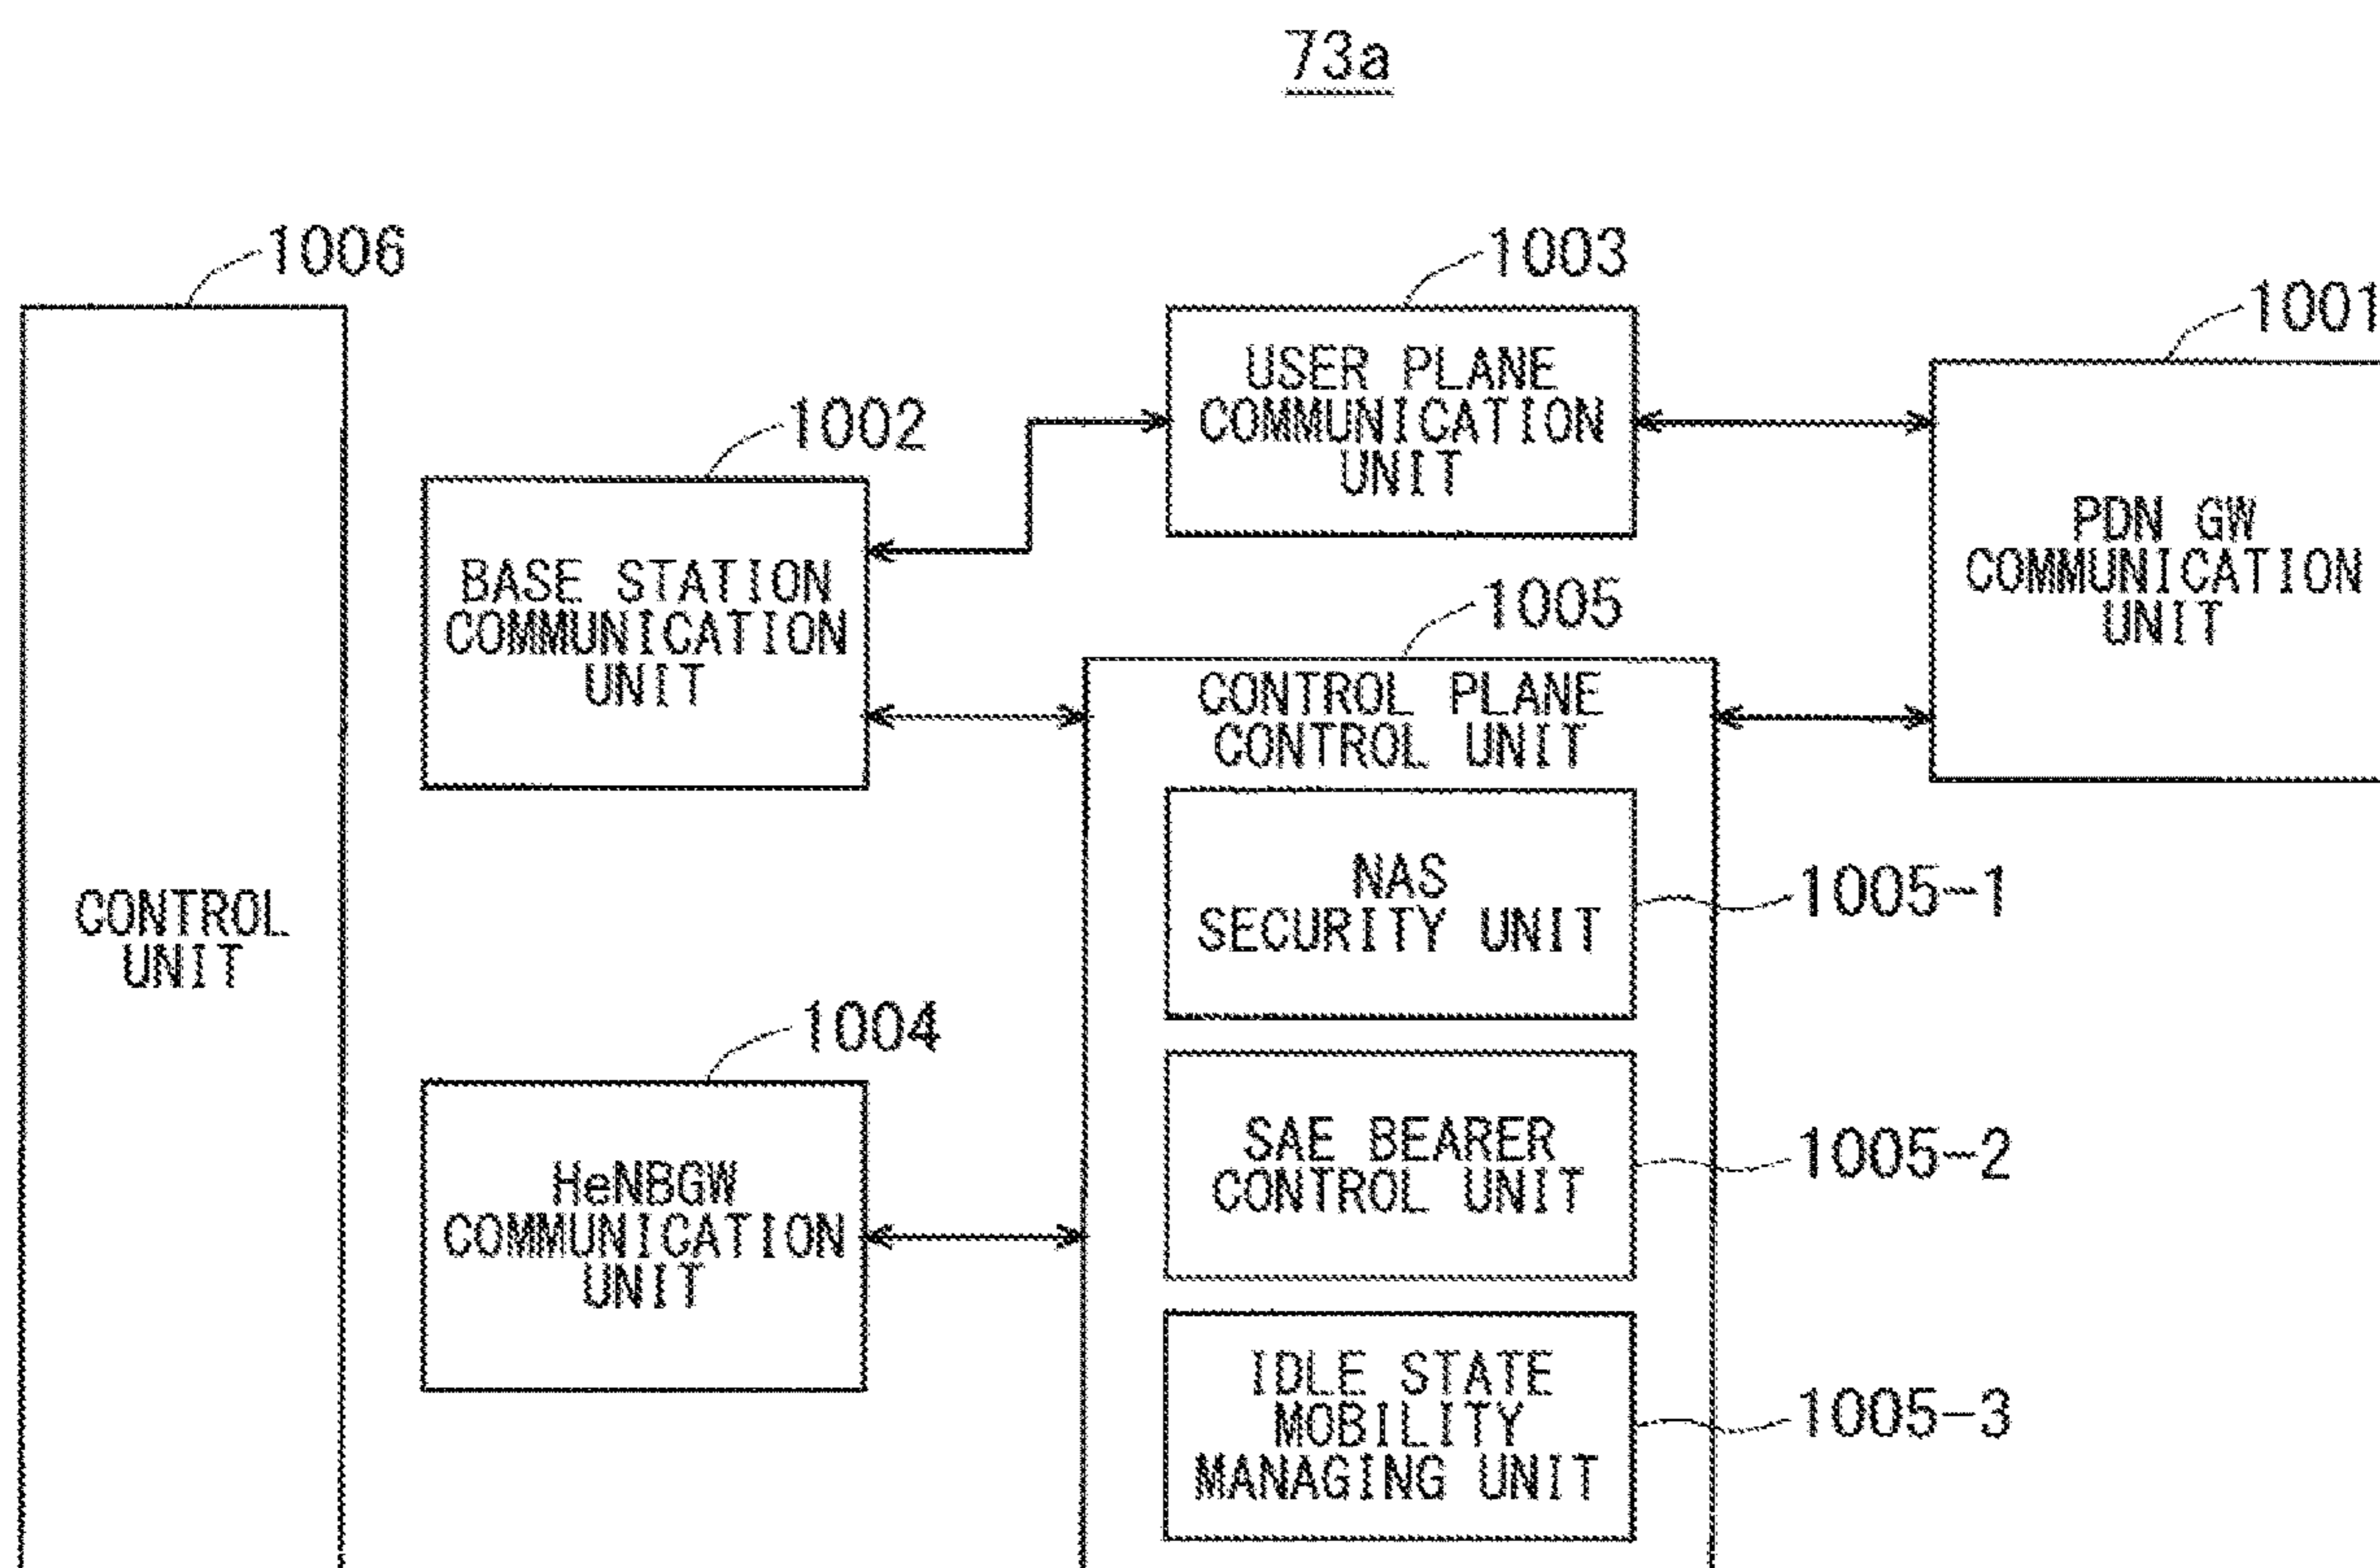 73a
1006
1003
1001
1002
USER PLANE
COMMUNICATION
UNIT
PDN GW
COMMUNICATION
UNIT
BASE STATION
COMMUNICATION
UNIT
1005
CONTROL PLANE
CONTROL UNIT
NAS
SECURITY UNIT
1005-1
CONTROL
UNIT
1004
SAE BEARER
CONTROL UNIT
1005-2
HeNBGW
COMMUNICATION
UNIT
IDLE STATE
MOBILITY
MANAGING UNIT
1005-3